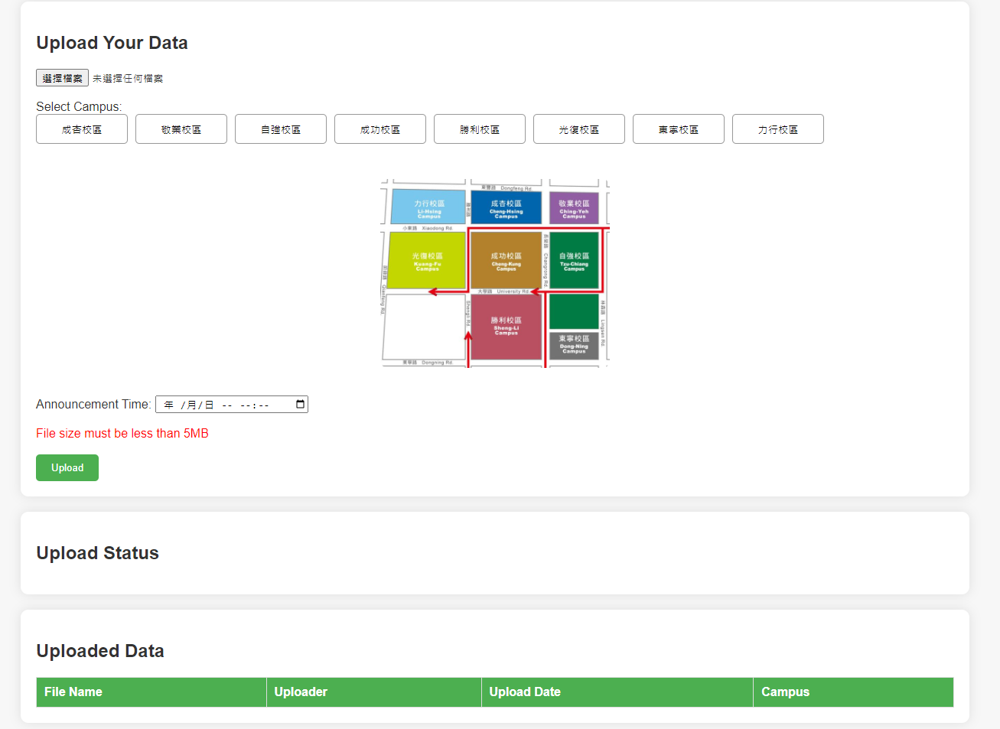 Upload Your Data
選擇檔案 未選擇任何檔案
Select Campus:
成杏校區 敬業校區 自強校區 成功校區 勝利校區 光復校區 東寧校區 力行校區
東豐路 Dongfeng Rd.
力行校區
Li-Hsing
Campus
勝利路
成杏校區
Cheng-Hsing
Campus
敬業校區
Ching-Yeh
Campus
小東路 Xiaodong Rd.
光復校區
Kuang-Fu
Campus
成功校區
Cheng-Kung
Campus
長榮路 Changrong Rd.
自強校區
Tzu-Chiang
Campus
前鋒路 Qianfeng Rd.
大學路 University Rd.
Shengli Rd.
勝利校區
Sheng-Li
Campus
東寧校區
Dong-Ning
Campus
林森路 Lingsen Rd.
東寧路 Dongning Rd.
Announcement Time: 年 /月/日 -- --:--
File size must be less than 5MB
Upload
Upload Status
Uploaded Data
File Name Uploader Upload Date Campus